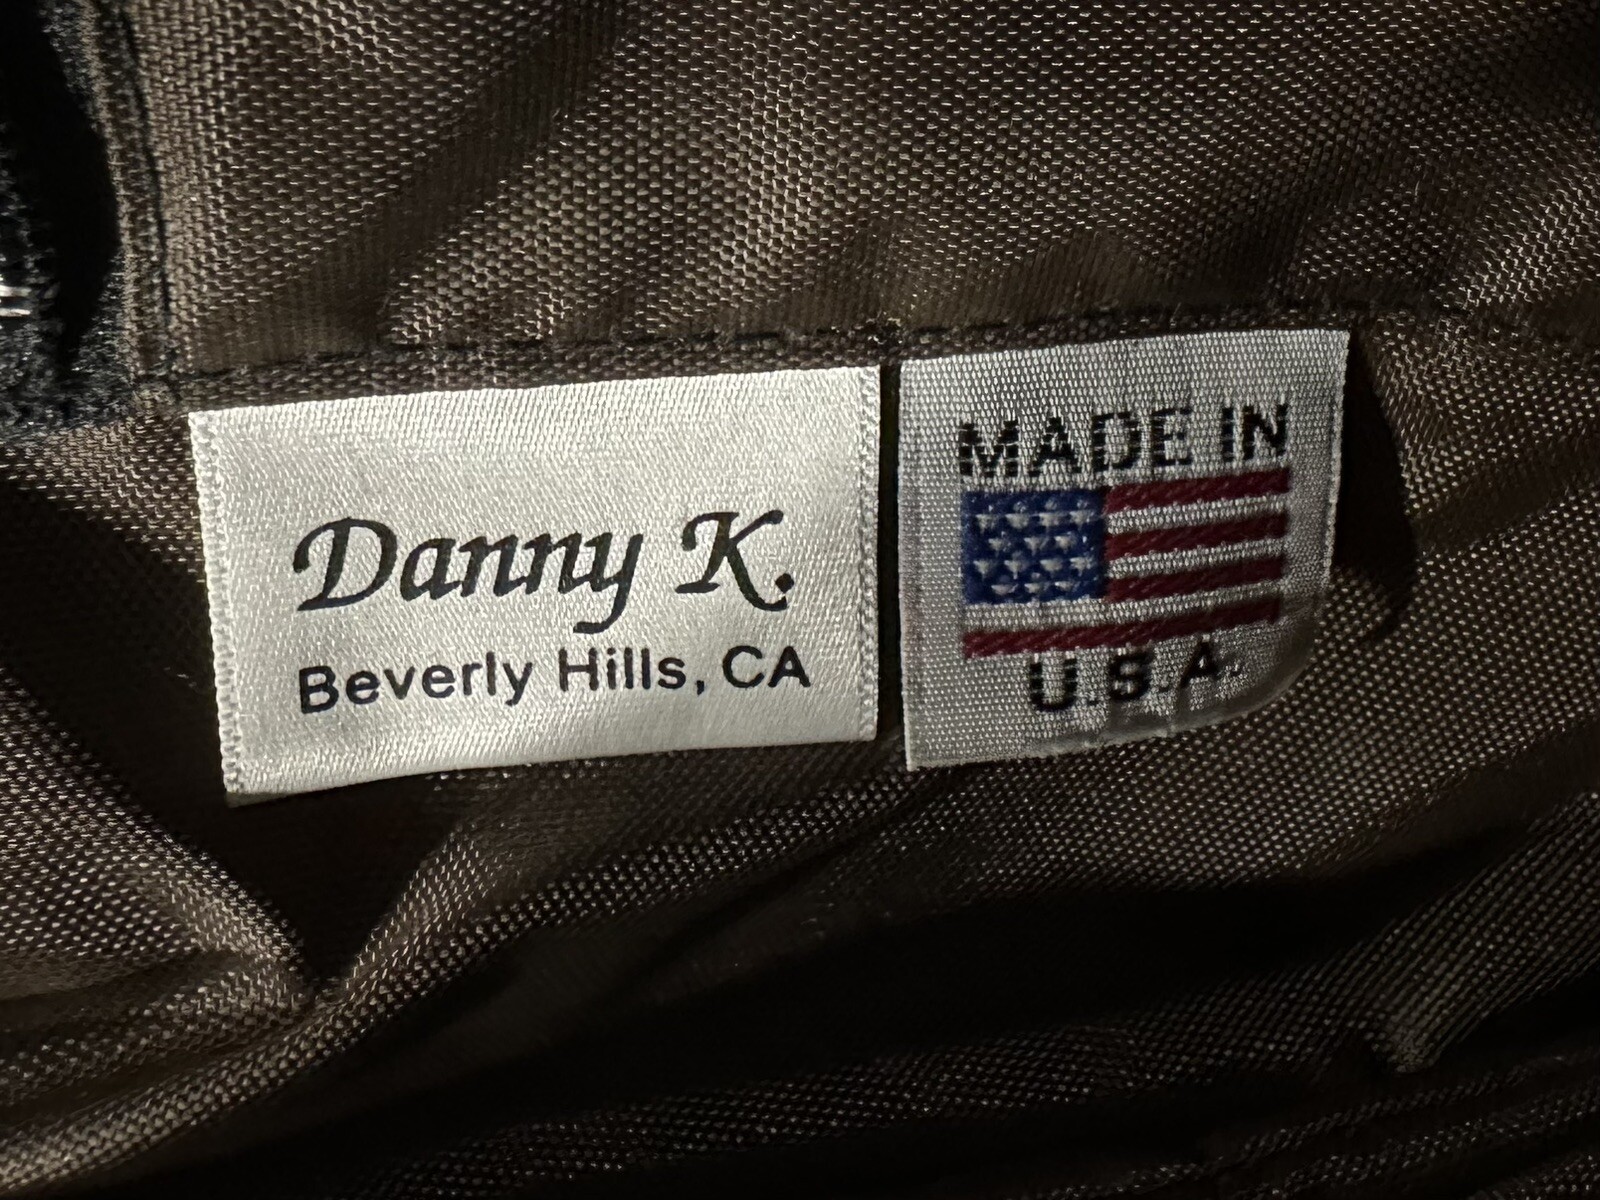 Danny K.
Beverly Hills, CA
MADE IN
U.S.A.